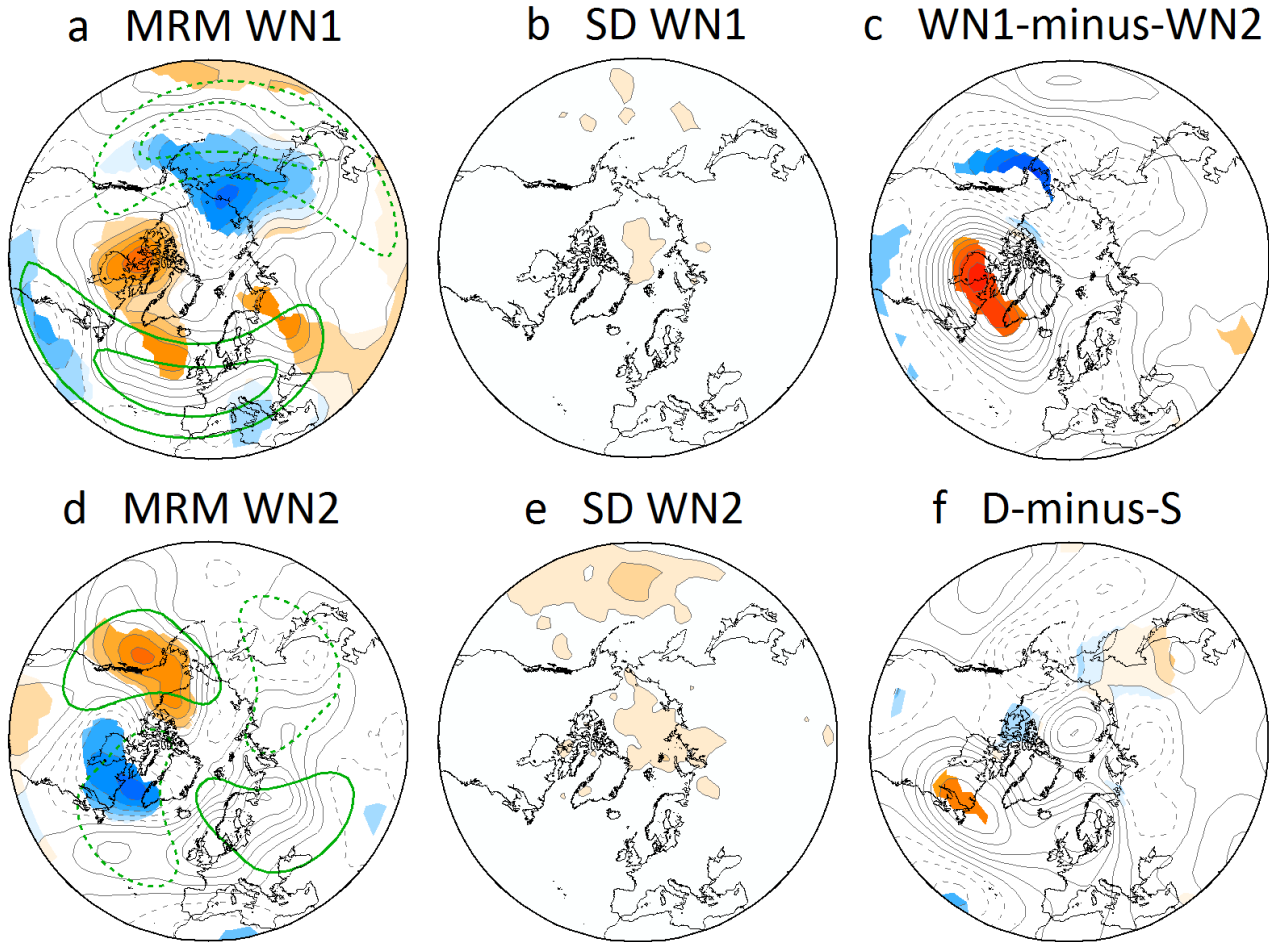 a MRM WN1
b SD WN1
c WN1-minus-WN2
d MRM WN2
e SD WN2
f D-minus-S